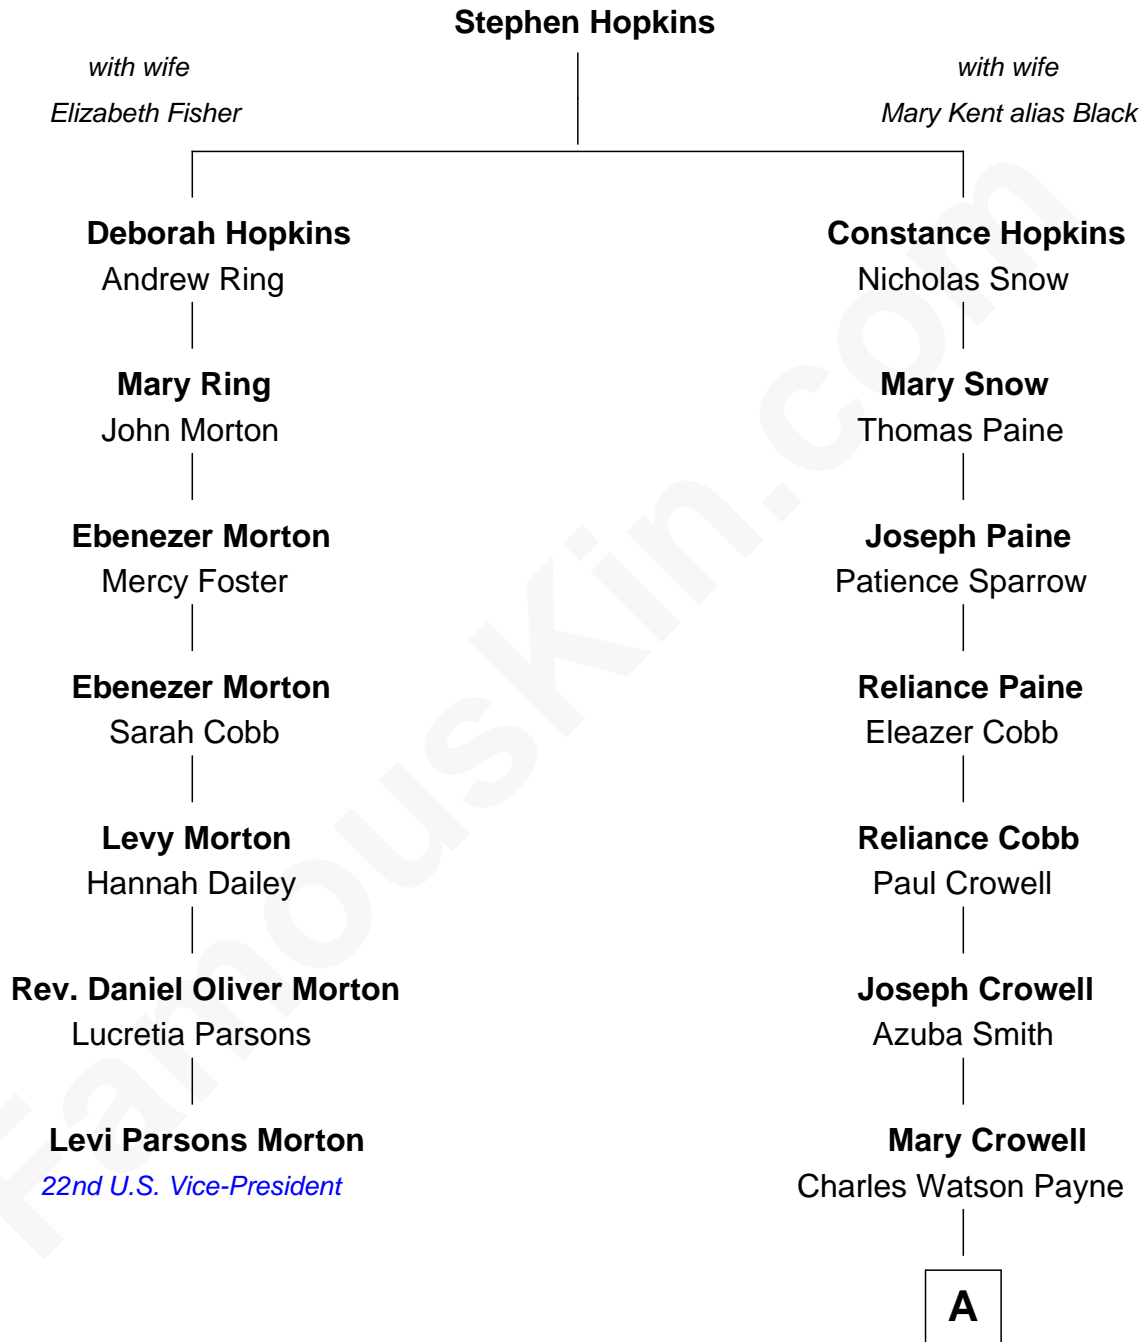 Stephen Hopkins
with wife
Elizabeth Fisher
with wife
Mary Kent alias Black
Deborah Hopkins
Andrew Ring
Constance Hopkins
Nicholas Snow
Mary Ring
John Morton
Mary Snow
Thomas Paine
Ebenezer Morton
Mercy Foster
Joseph Paine
Patience Sparrow
Ebenezer Morton
Sarah Cobb
Reliance Paine
Eleazer Cobb
Levy Morton
Hannah Dailey
Reliance Cobb
Paul Crowell
Rev. Daniel Oliver Morton
Lucretia Parsons
Joseph Crowell
Azuba Smith
Levi Parsons Morton
22nd U.S. Vice-President
Mary Crowell
Charles Watson Payne
A
FamousKin.com